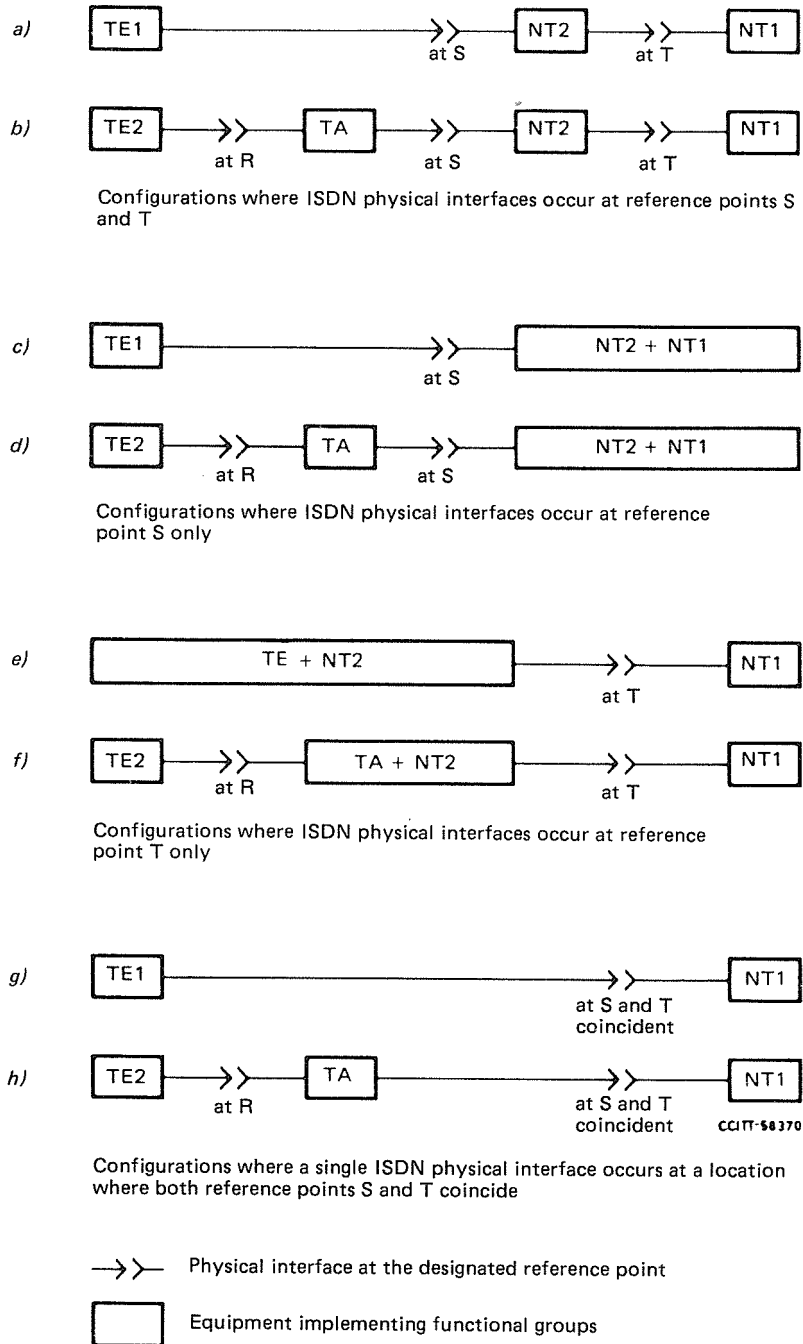 a) TE1 NT2 NT1
at S at T
b) TE2 TA NT2 NT1
at R at S at T
Configurations where ISDN physical interfaces occur at reference points S
and T
c) TE1 NT2 + NT1
at S
d) TE2 TA NT2 + NT1
at R at S
Configurations where ISDN physical interfaces occur at reference
point S only
e) TE + NT2 NT1
at T
f) TE2 TA + NT2 NT1
at R at T
Configurations where ISDN physical interfaces occur at reference
point T only
g) TE1 NT1
at S and T
coincident
h) TE2 TA NT1
at R at S and T
coincident CCITT-58370
Configurations where a single ISDN physical interface occurs at a location
where both reference points S and T coincide
Physical interface at the designated reference point
Equipment implementing functional groups